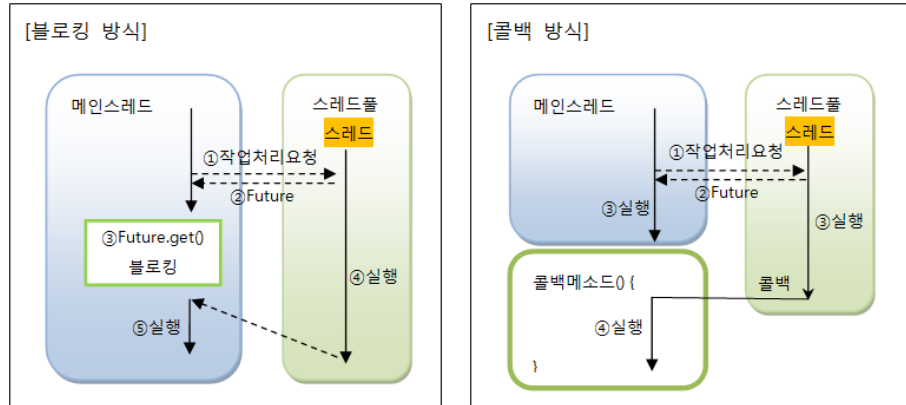 [블로킹 방식]
메인스레드
스레드풀
스레드
①작업처리요청
②Future
③Future.get()
블로킹
④실행
⑤실행
[콜백 방식]
메인스레드
스레드풀
스레드
①작업처리요청
②Future
③실행
③실행
콜백메소드() {
콜백
④실행
}